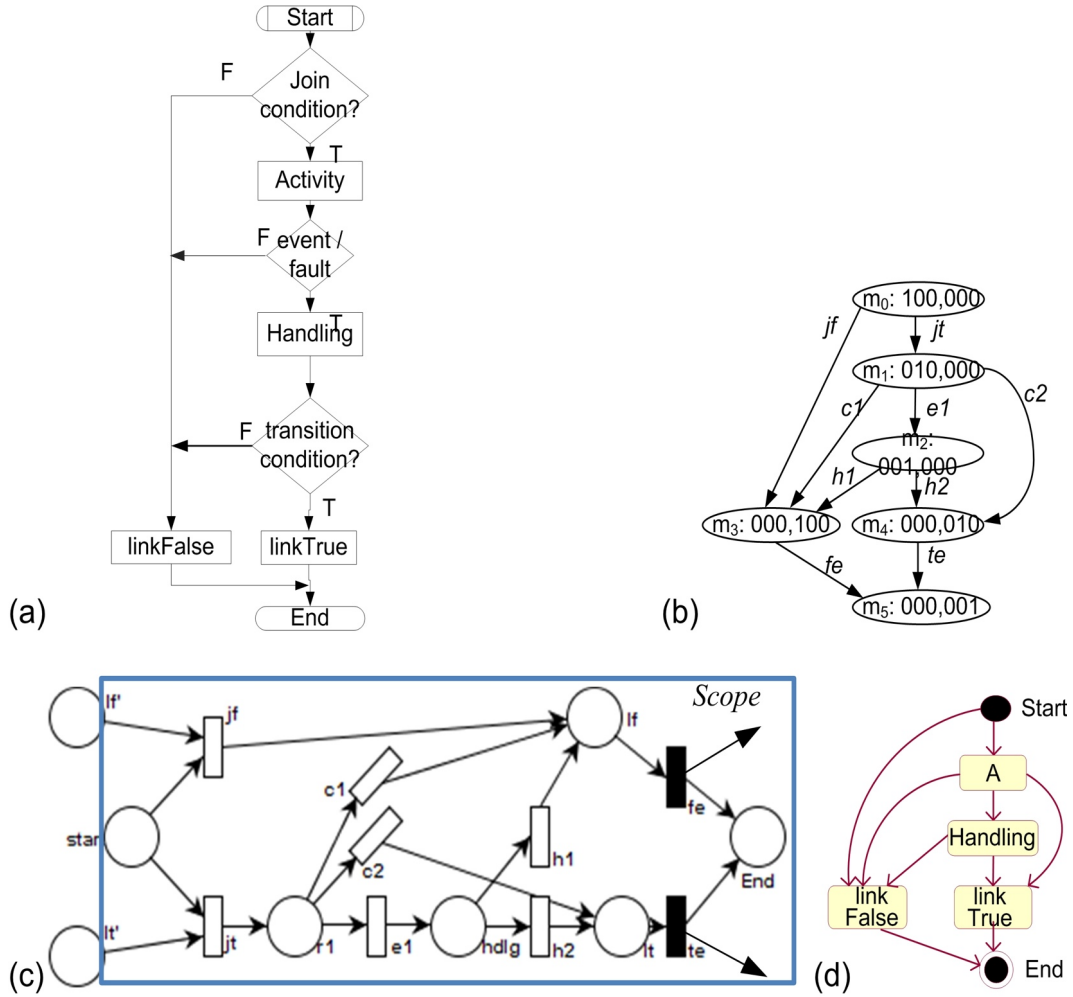 Start
F
Join
condition?
T
Activity
F
event /
fault
T
Handling
F
transition
condition?
T
linkFalse
linkTrue
End
(a)
m0: 100,000
jf
jt
m1: 010,000
c1
e1
c2
m2:
001,000
h1
h2
m3: 000,100
m4: 000,010
fe
te
m5: 000,001
(b)
lf'
jf
lf
Scope
c1
fe
star
c2
h1
End
lt'
jt
r1
e1
hdlg
h2
lt
te
(c)
Start
A
Handling
link
False
link
True
End
(d)